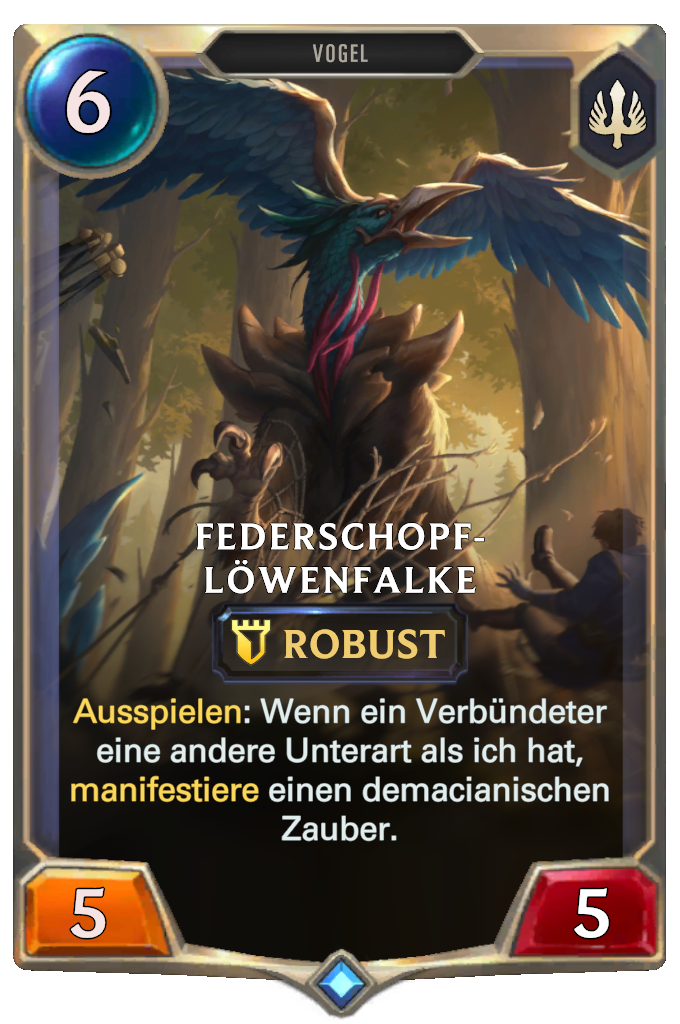 VOGEL
6
FEDERSCHOPF-
LÖWENFALKE
ROBUST
Ausspielen: Wenn ein Verbündeter
eine andere Unterart als ich hat,
manifestiere einen demacianischen
Zauber.
5
5